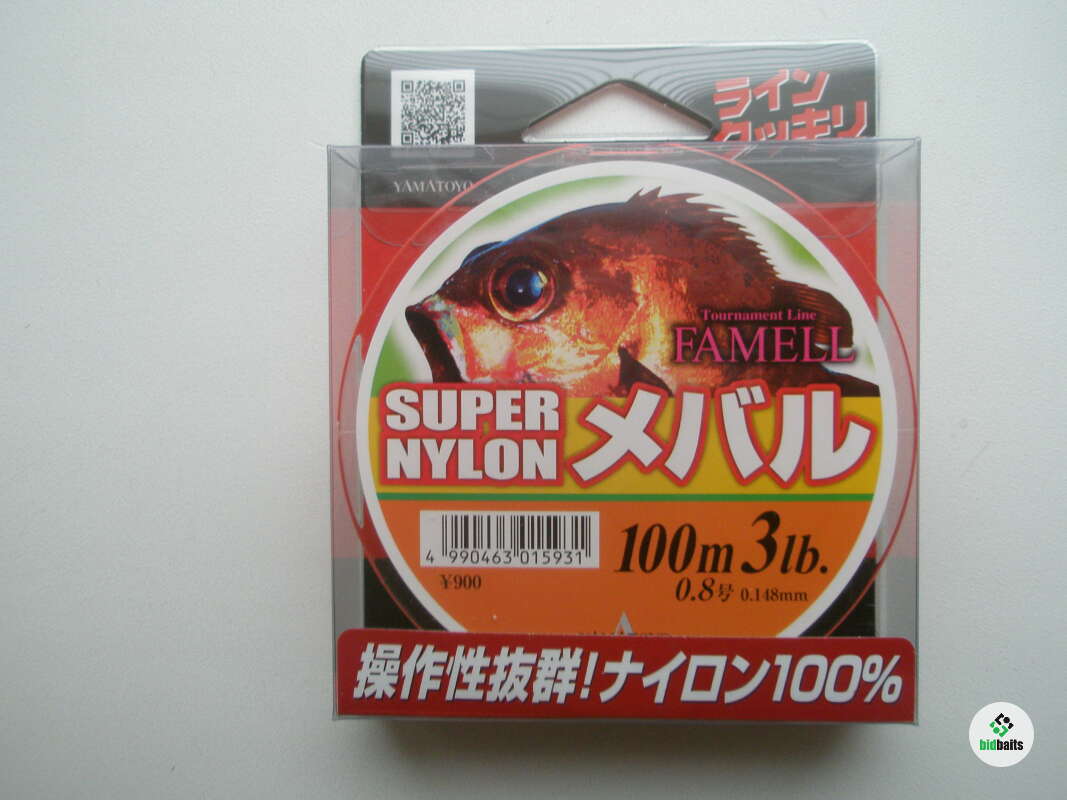 ライン
クッキリ
YAMATOYO
Tournament Line
FAMELL
SUPER
NYLON
メバル
4 990463 015931
100m 3lb.
¥900
0.8号 0.148mm
操作性抜群!ナイロン100%
bidbaits